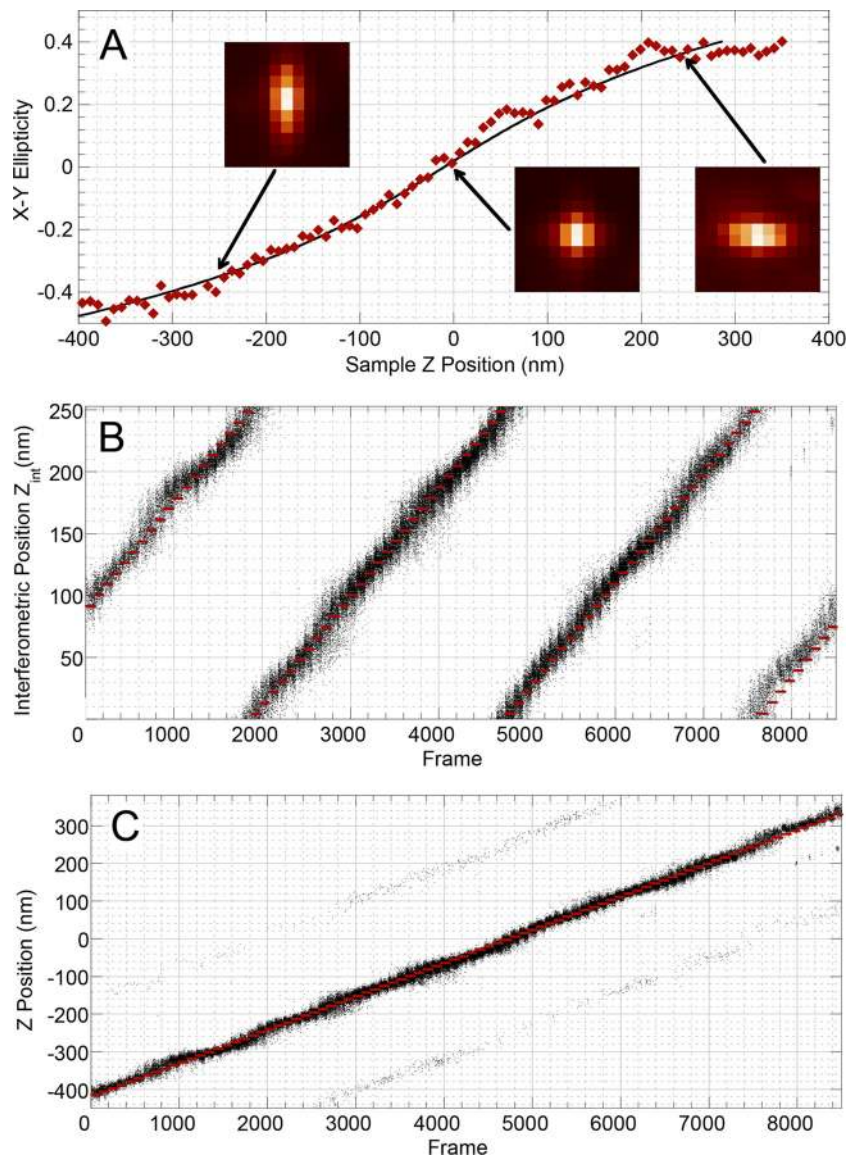 A
X-Y Ellipticity
0.4
0.2
0
-0.2
-0.4
-400 -300 -200 -100 0 100 200 300 400
Sample Z Position (nm)
B
Interferometric Position Z_int (nm)
250
200
150
100
50
0 1000 2000 3000 4000 5000 6000 7000 8000
Frame
C
Z Position (nm)
300
200
100
0
-100
-200
-300
-400
0 1000 2000 3000 4000 5000 6000 7000 8000
Frame